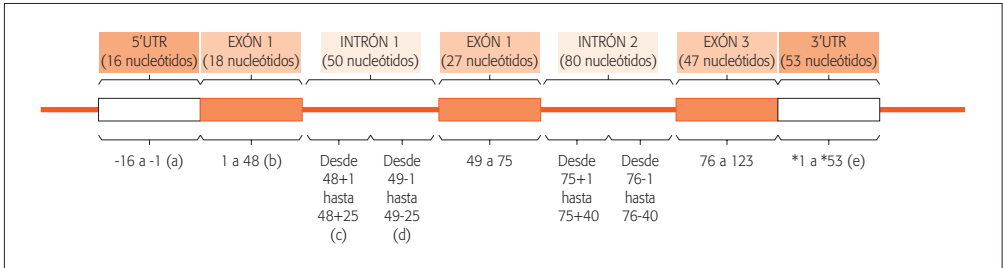 5'UTR
(16 nucleótidos)
EXÓN 1
(18 nucleótidos)
INTRÓN 1
(50 nucleótidos)
EXÓN 1
(27 nucleótidos)
INTRÓN 2
(80 nucleótidos)
EXÓN 3
(47 nucleótidos)
3'UTR
(53 nucleótidos)
-16 a -1 (a)
1 a 48 (b)
Desde
48+1
hasta
48+25
(c)
Desde
49-1
hasta
49-25
(d)
49 a 75
Desde
75+1
hasta
75+40
Desde
76-1
hasta
76-40
76 a 123
*1 a *53 (e)